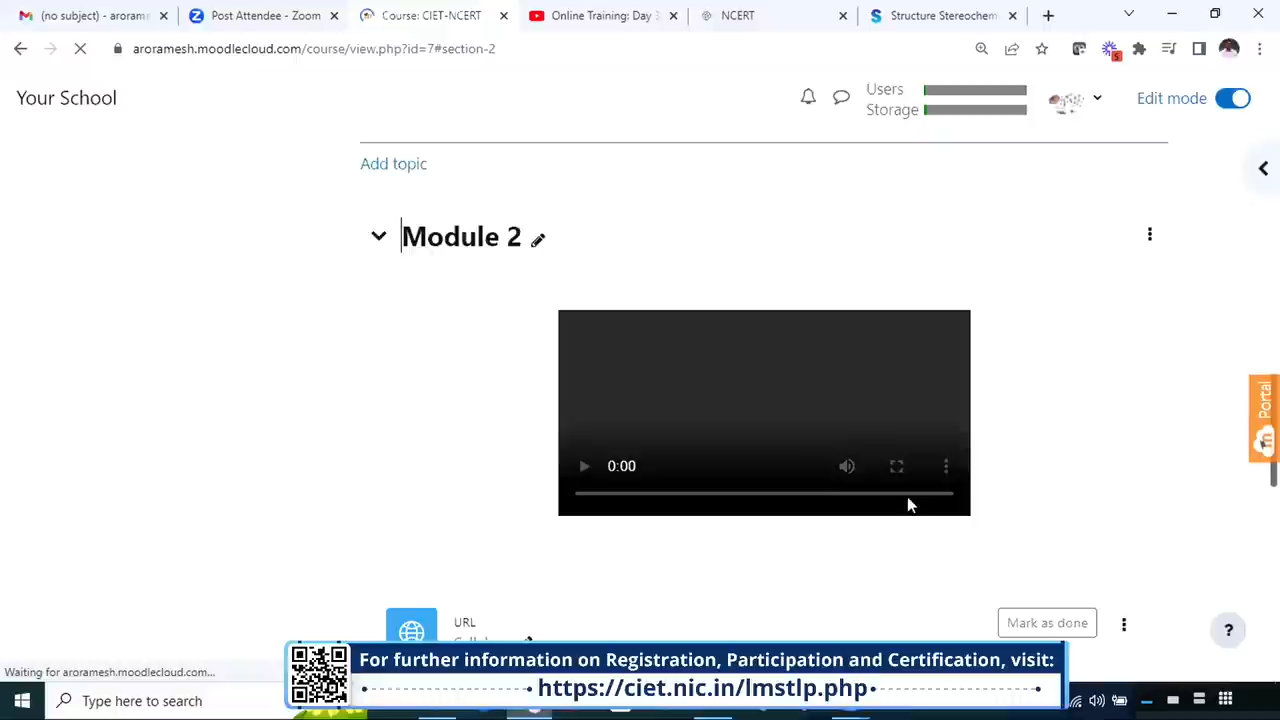 (no subject) - aroram
Post Attendee - Zoom
Course: CIET-NCERT
Online Training: Day
NCERT
Structure Stereochem
aroramesh.moodlecloud.com/course/view.php?id=7#section-2
5
Your School
Users
Storage
Edit mode
Add topic
Module 2
Portal
0:00
URL
Mark as done
?
For further information on Registration, Participation and Certification, visit:
https://ciet.nic.in/lmstlp.php
Waiting for aroramesh.moodlecloud.com...
Type here to search